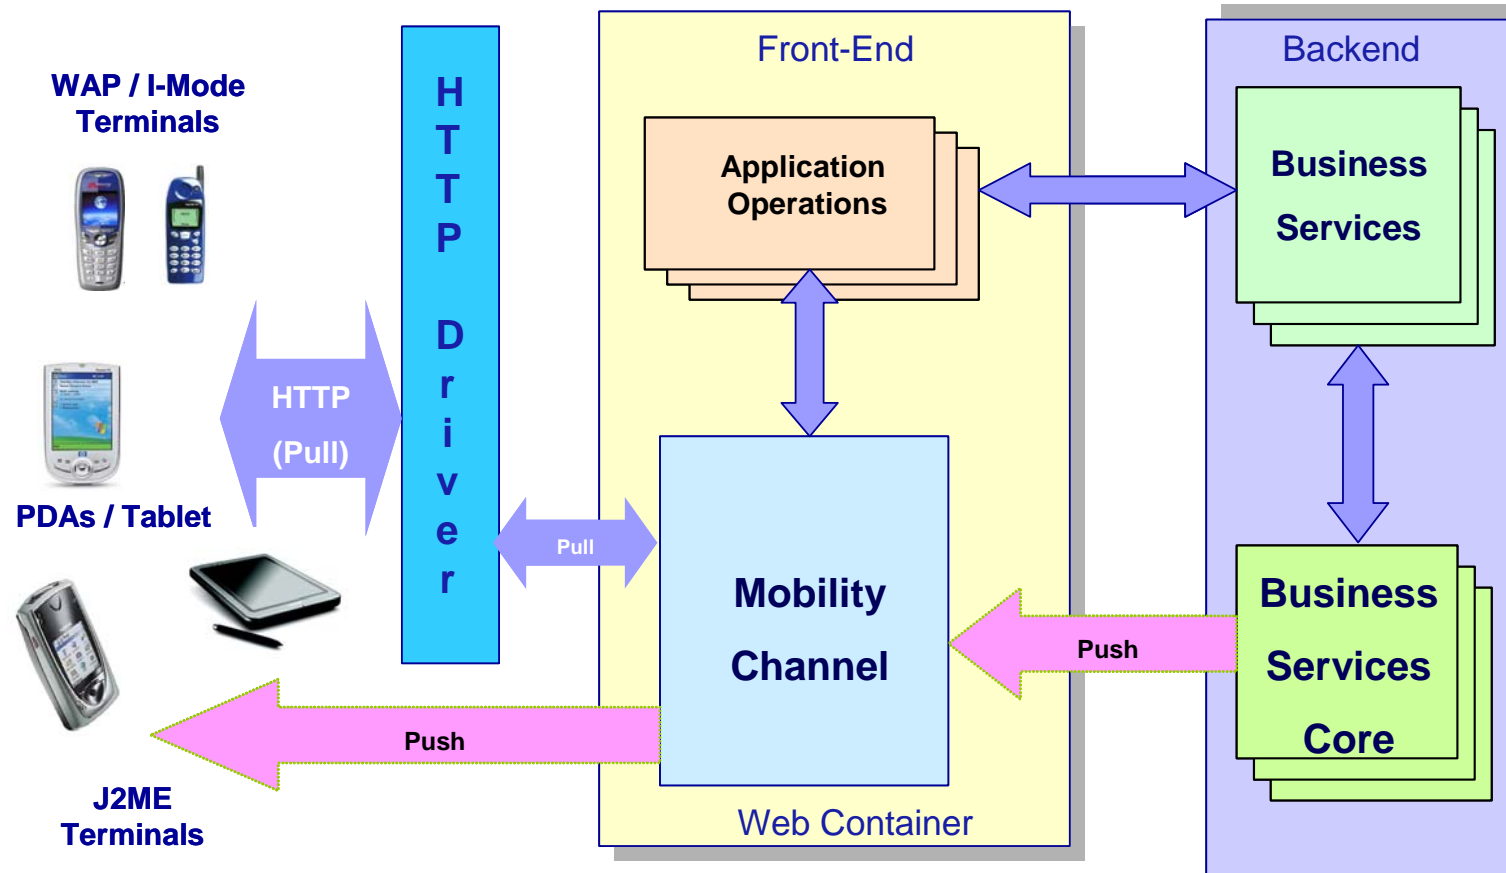 WAP / I-Mode
Terminals
PDAs / Tablet
J2ME
Terminals
HTTP
(Pull)
H
T
T
P
D
r
i
v
e
r
Front-End
Application
Operations
Pull
Mobility
Channel
Push
Web Container
Push
Backend
Business
Services
Business
Services
Core